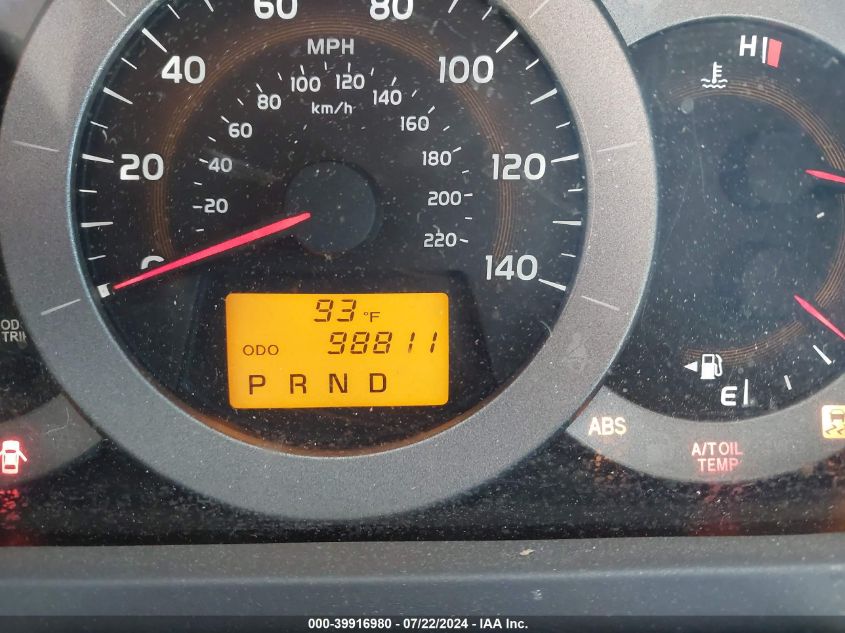 60 80
MPH
40 100
80 100 120 140
km/h
60 160
20 120
40 180
20 200
0 220
140
H
93 °F
ODO 98811
P R N D
E
ABS
A/T OIL
TEMP
000-39916980 - 07/22/2024 - IAA Inc.